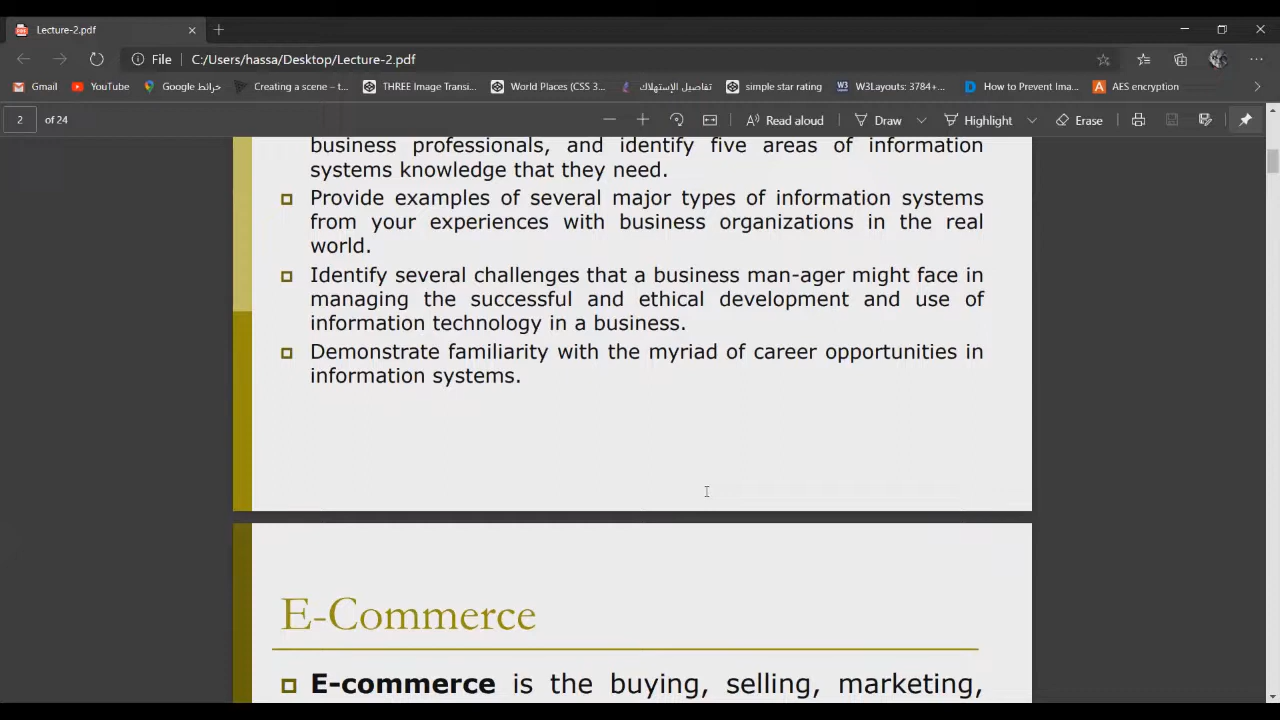 Lecture-2.pdf
File C:/Users/hassa/Desktop/Lecture-2.pdf
Gmail YouTube خرائط Google Creating a scene – t... THREE Image Transi... World Places (CSS 3... تفاصيل الإستهلاك simple star rating W3Layouts: 3784+... How to Prevent Ima... AES encryption
2 of 24 Read aloud Draw Highlight Erase
business professionals, and identify five areas of information
systems knowledge that they need.
Provide examples of several major types of information systems
from your experiences with business organizations in the real
world.
Identify several challenges that a business man-ager might face in
managing the successful and ethical development and use of
information technology in a business.
Demonstrate familiarity with the myriad of career opportunities in
information systems.
E-Commerce
E-commerce is the buying, selling, marketing,